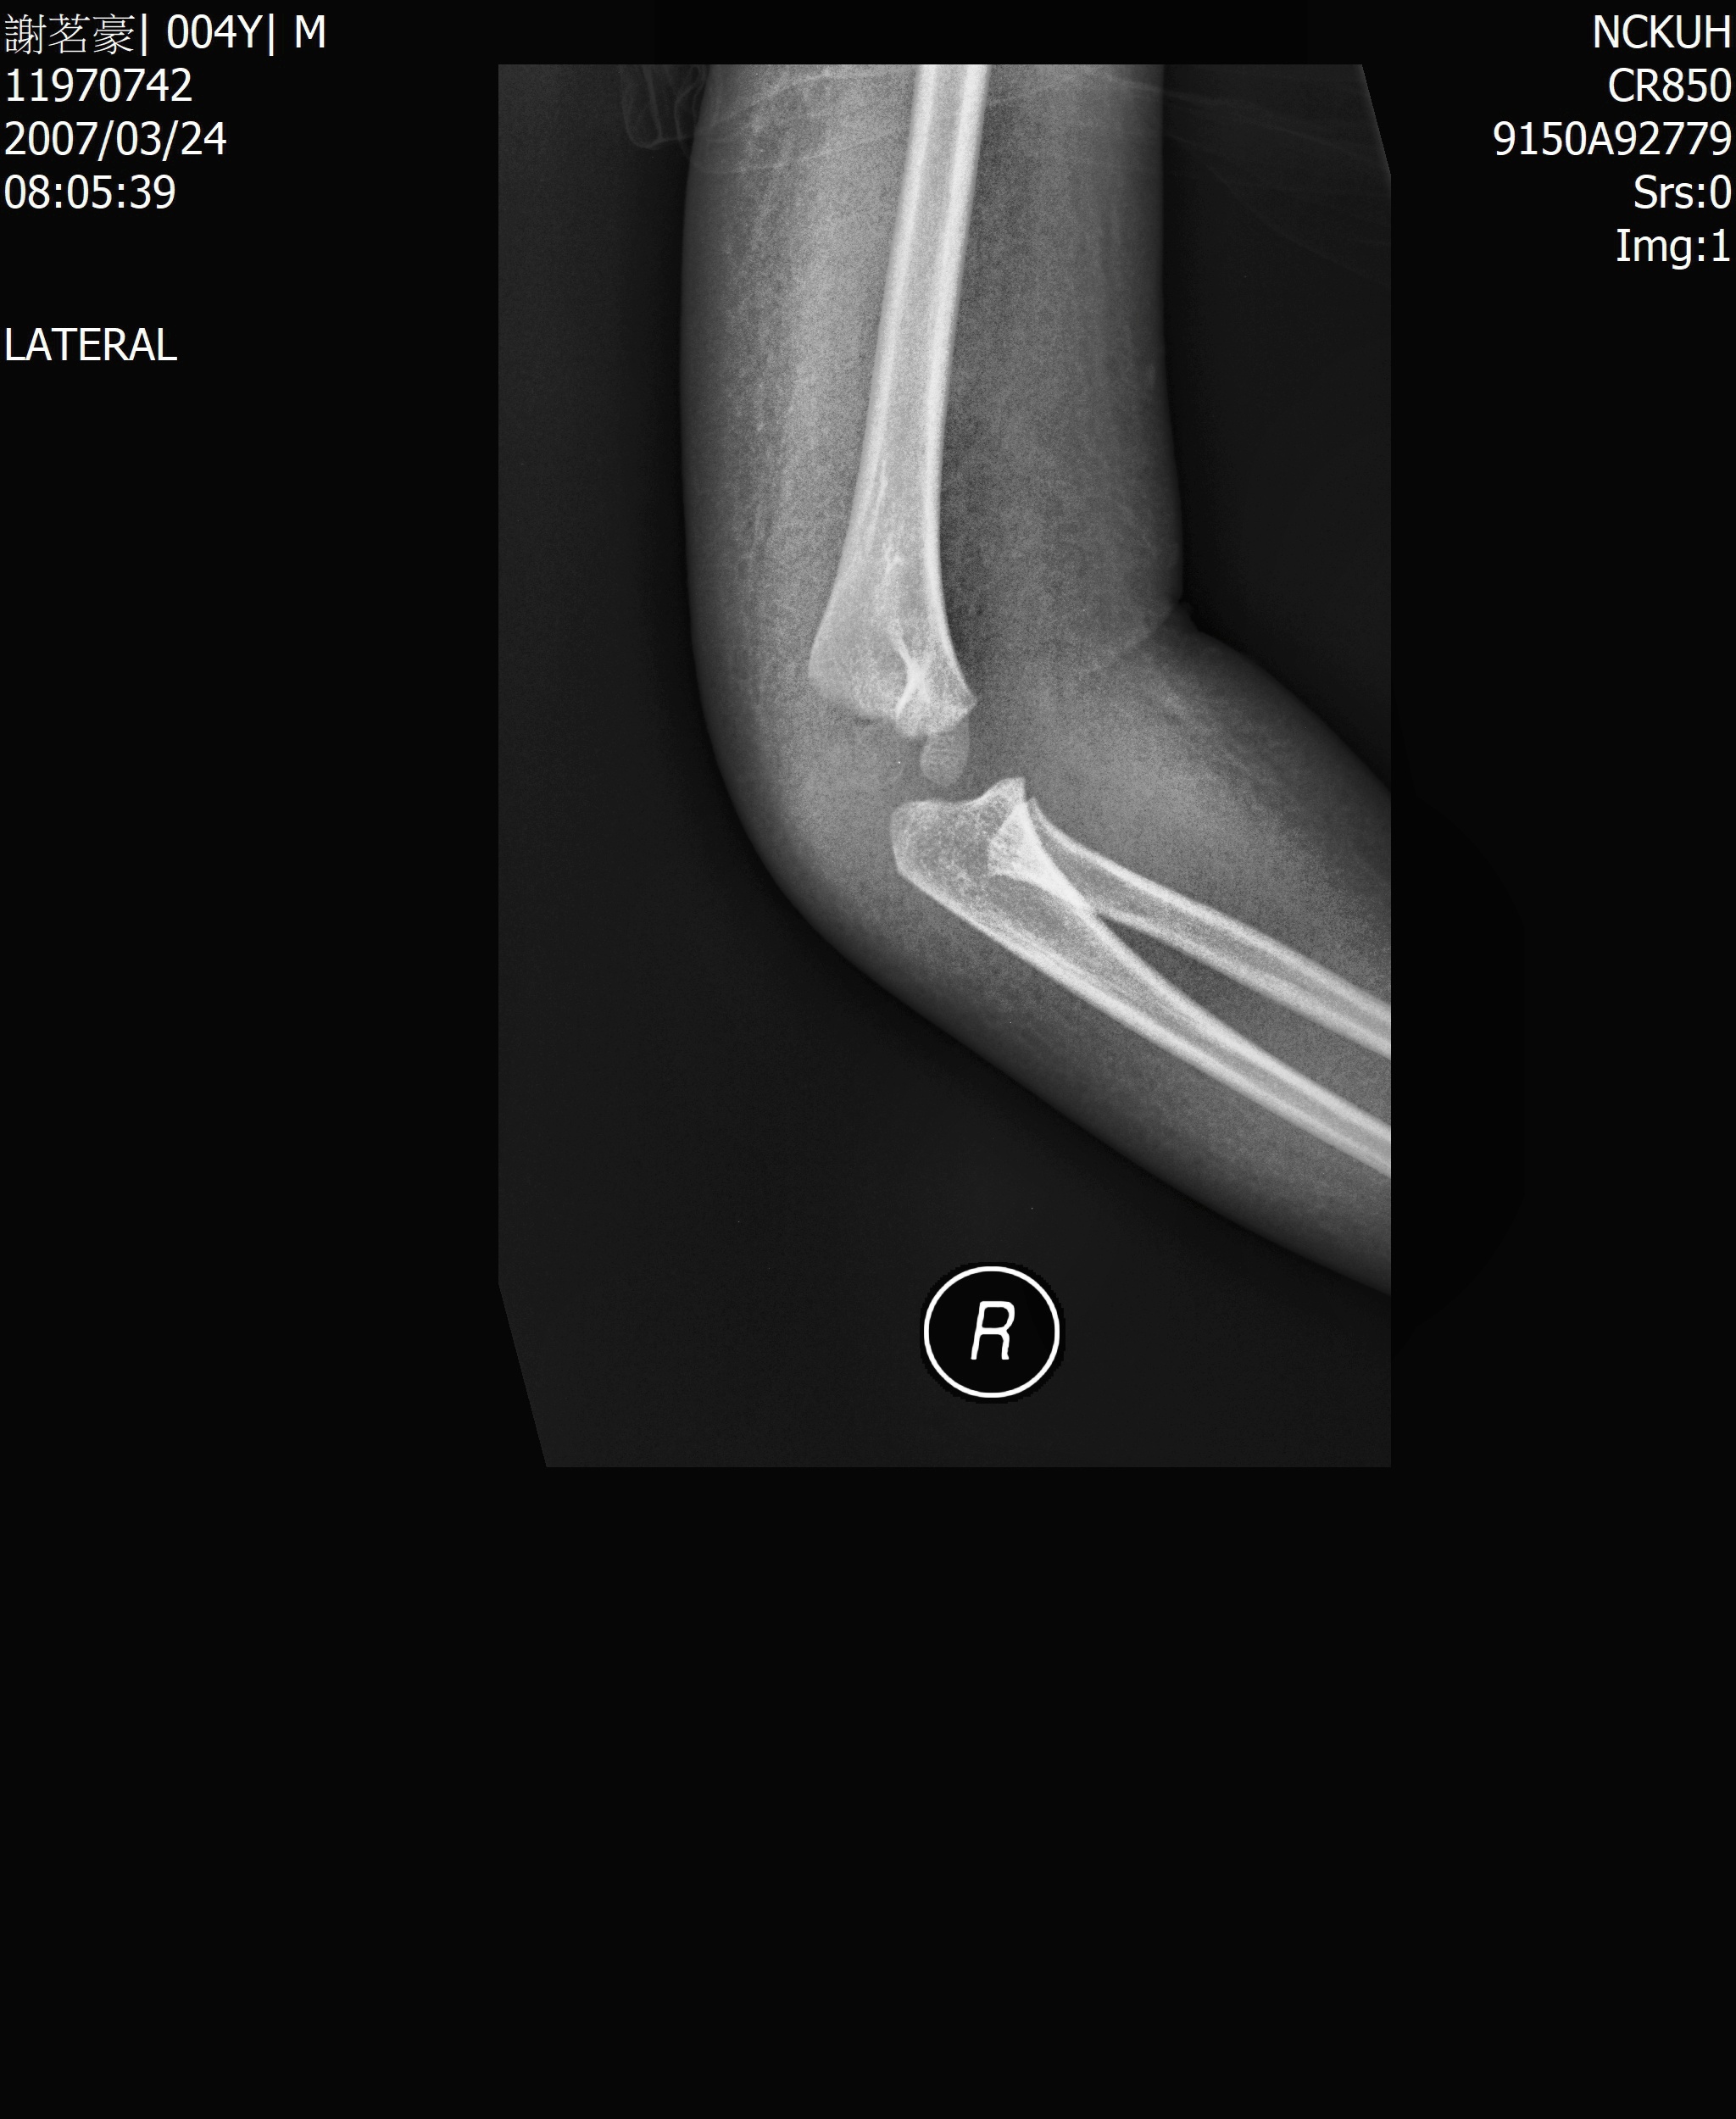 謝茗豪| 004Y| M
11970742
2007/03/24
08:05:39
LATERAL
NCKUH
CR850
9150A92779
Srs:0
Img:1
R